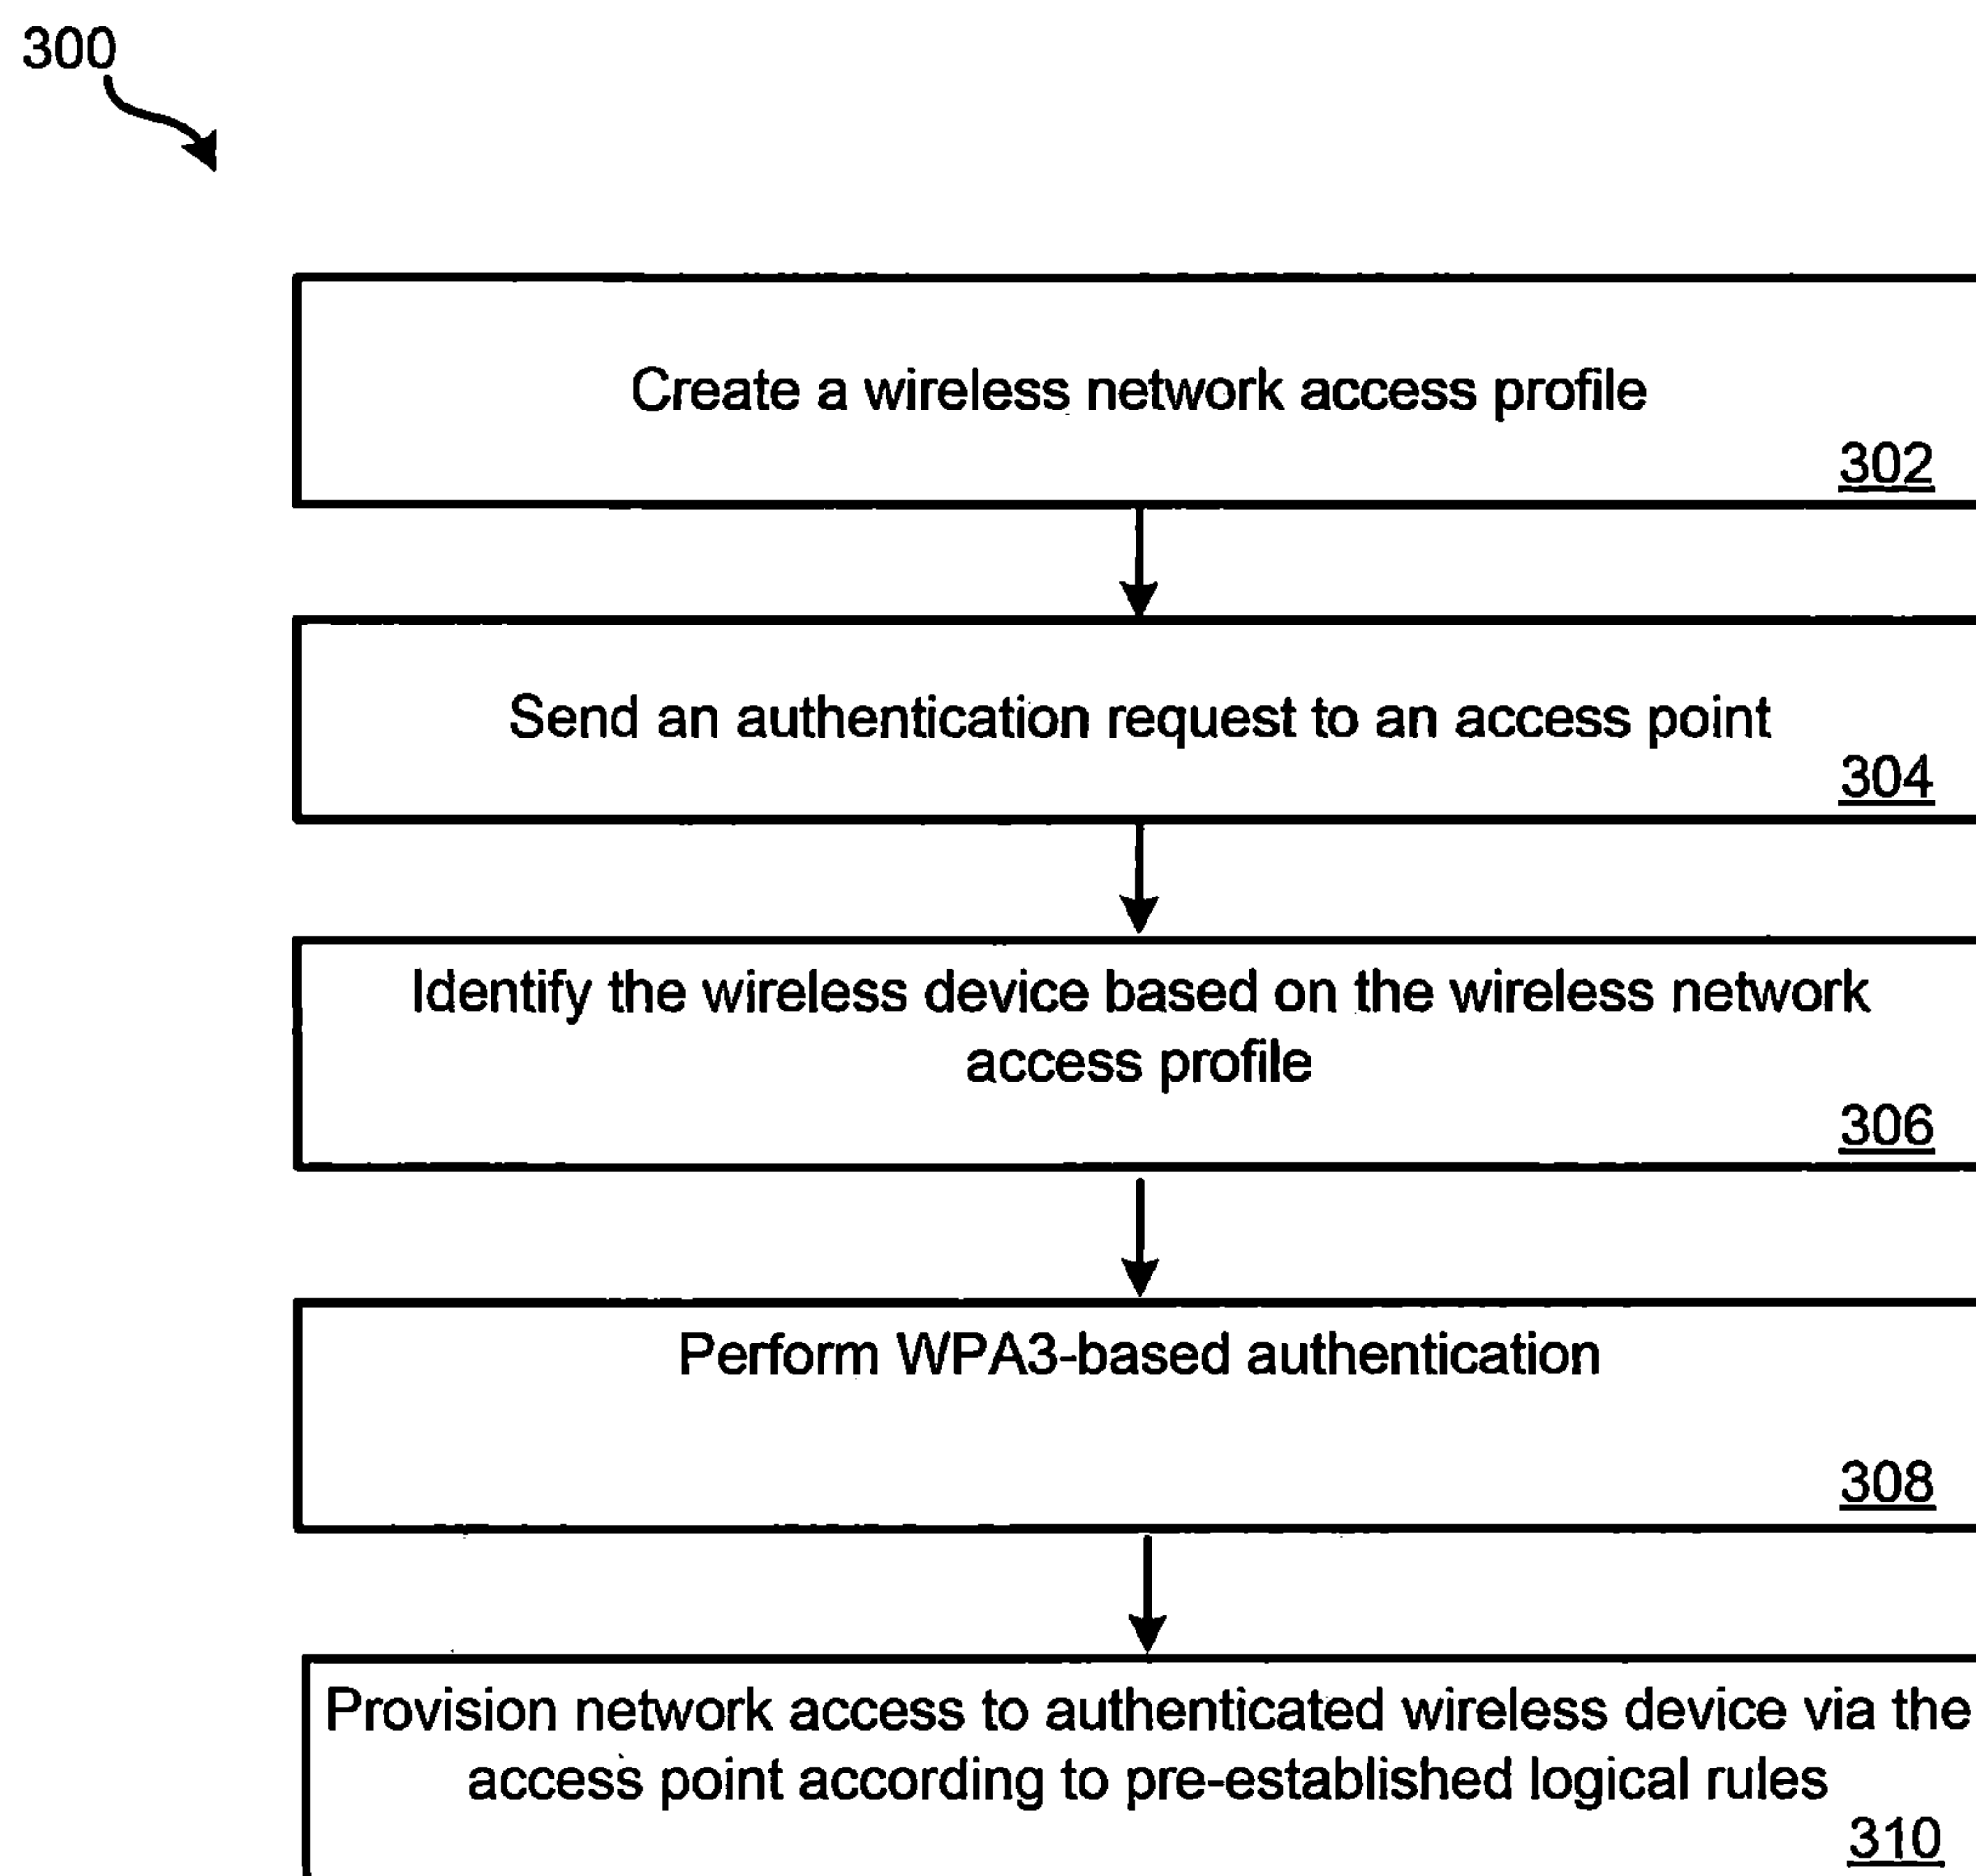 300
Create a wireless network access profile
302
Send an authentication request to an access point
304
Identify the wireless device based on the wireless network
access profile
306
Perform WPA3-based authentication
308
Provision network access to authenticated wireless device via the
access point according to pre-established logical rules
310